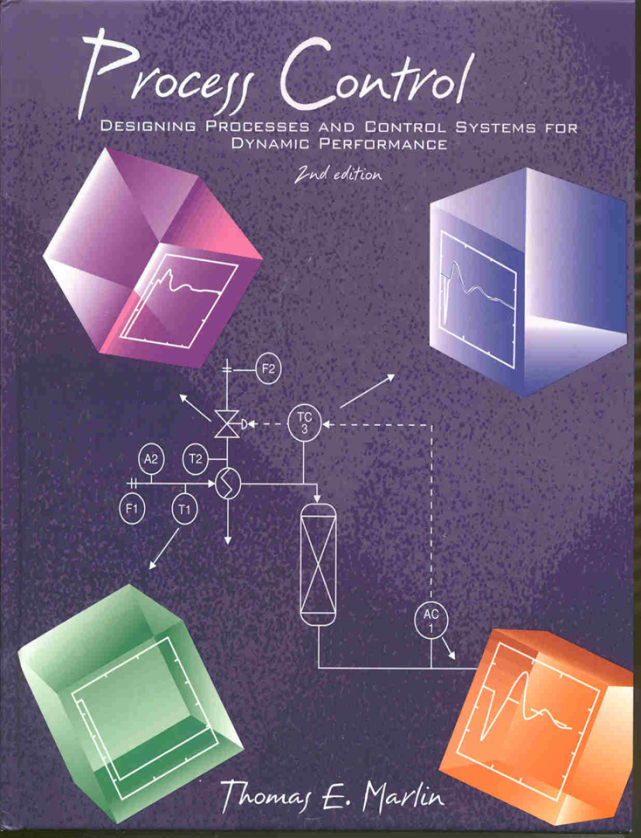 Process Control
DESIGNING PROCESSES AND CONTROL SYSTEMS FOR
DYNAMIC PERFORMANCE
2nd edition
F2
TC
3
A2
T2
F1
T1
AC
1
Thomas E. Marlin